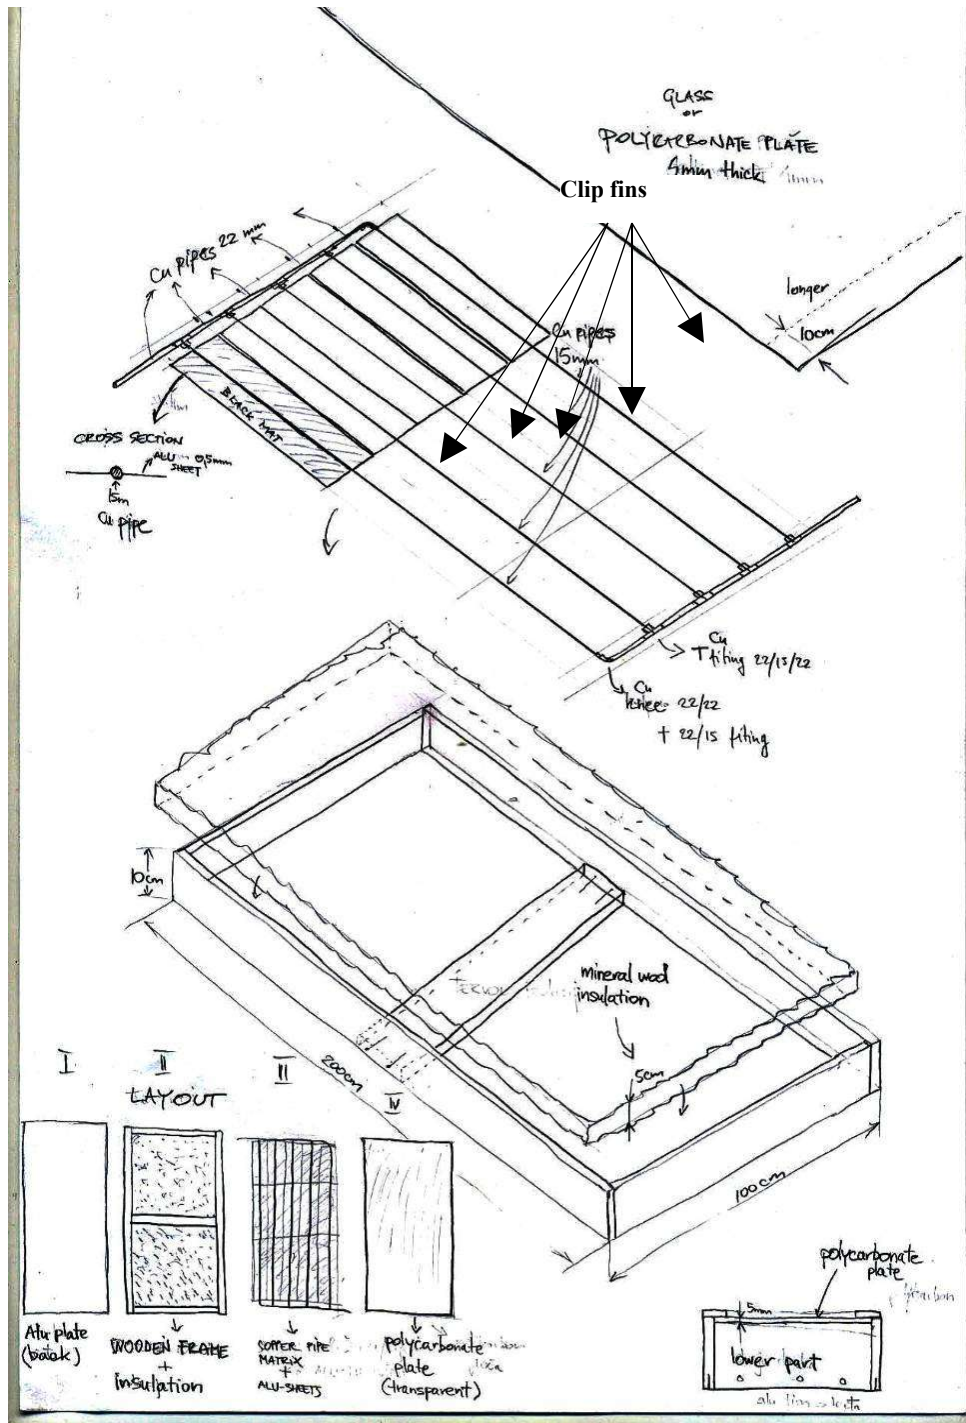 GLASS
or
POLYCARBONATE PLATE
5mm thick
Clip fins
Cu pipes 22 mm
longer
10cm
Cu pipes
15mm
BLACK MAT
CROSS SECTION
ALU 0,5mm
SHEET
15m
Cu pipe
Cu
T fiting 22/15/22
Cu
knee 22/22
+ 22/15 fiting
10cm
mineral wool
insulation
5cm
200cm
100cm
I
II
III
IV
LAYOUT
Alu plate
(back)
WOODEN FRAME
+
insulation
COPPER PIPE
MATRIX
+
ALU-SHEETS
polycarbonate
plate
(transparent)
polycarbonate
plate
5mm
lower part